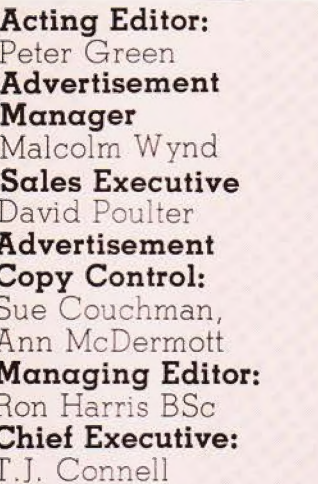 Acting Editor:
Peter Green
Advertisement
Manager
Malcolm Wynd
Sales Executive
David Poulter
Advertisement
Copy Control:
Sue Couchman,
Ann McDermott
Managing Editor:
Ron Harris BSc
Chief Executive:
T.J. Connell